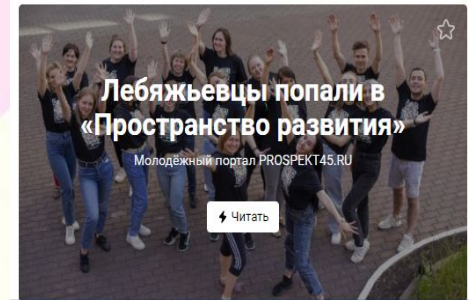 Лебяжьевцы попали в
«Пространство развития»
Молодёжный портал PROSPEKT45.RU
Читать